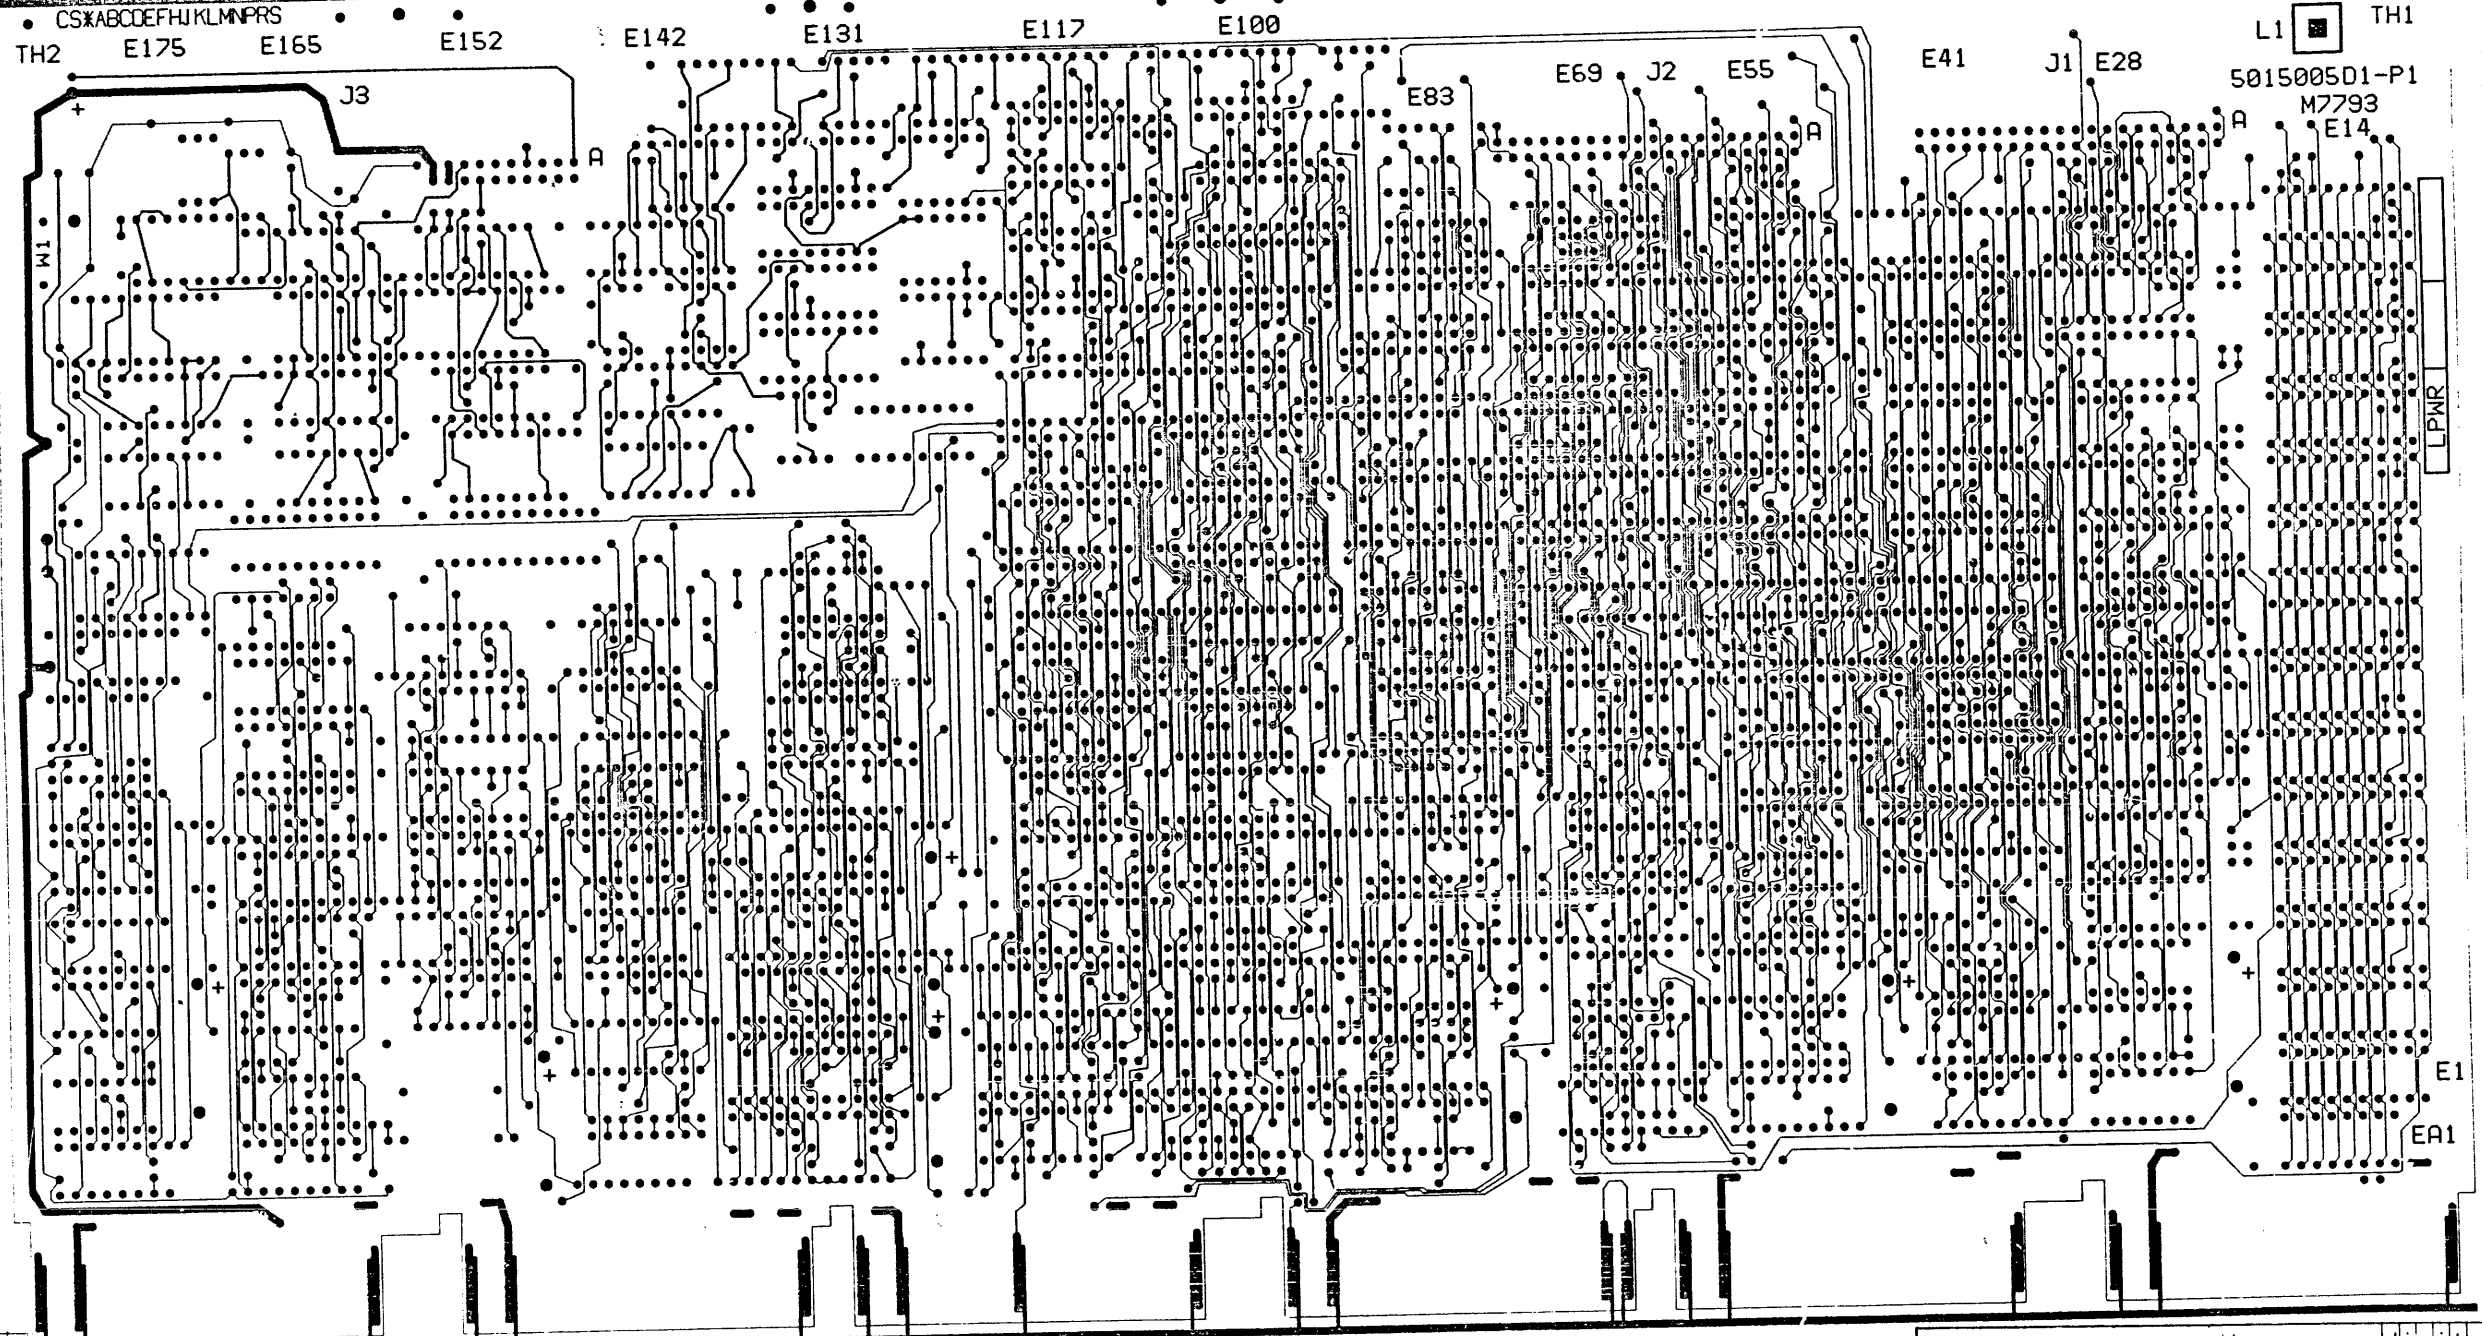 CS*ABCDEFHJKLMNPRS
TH2
E175
E165
E152
E142
E131
E117
E100
E83
E69
J2
E55
E41
J1
E28
L1
TH1
5015005D1-P1
M7793
E14
J3
A
A
A
W1
LPWR
E1
EA1